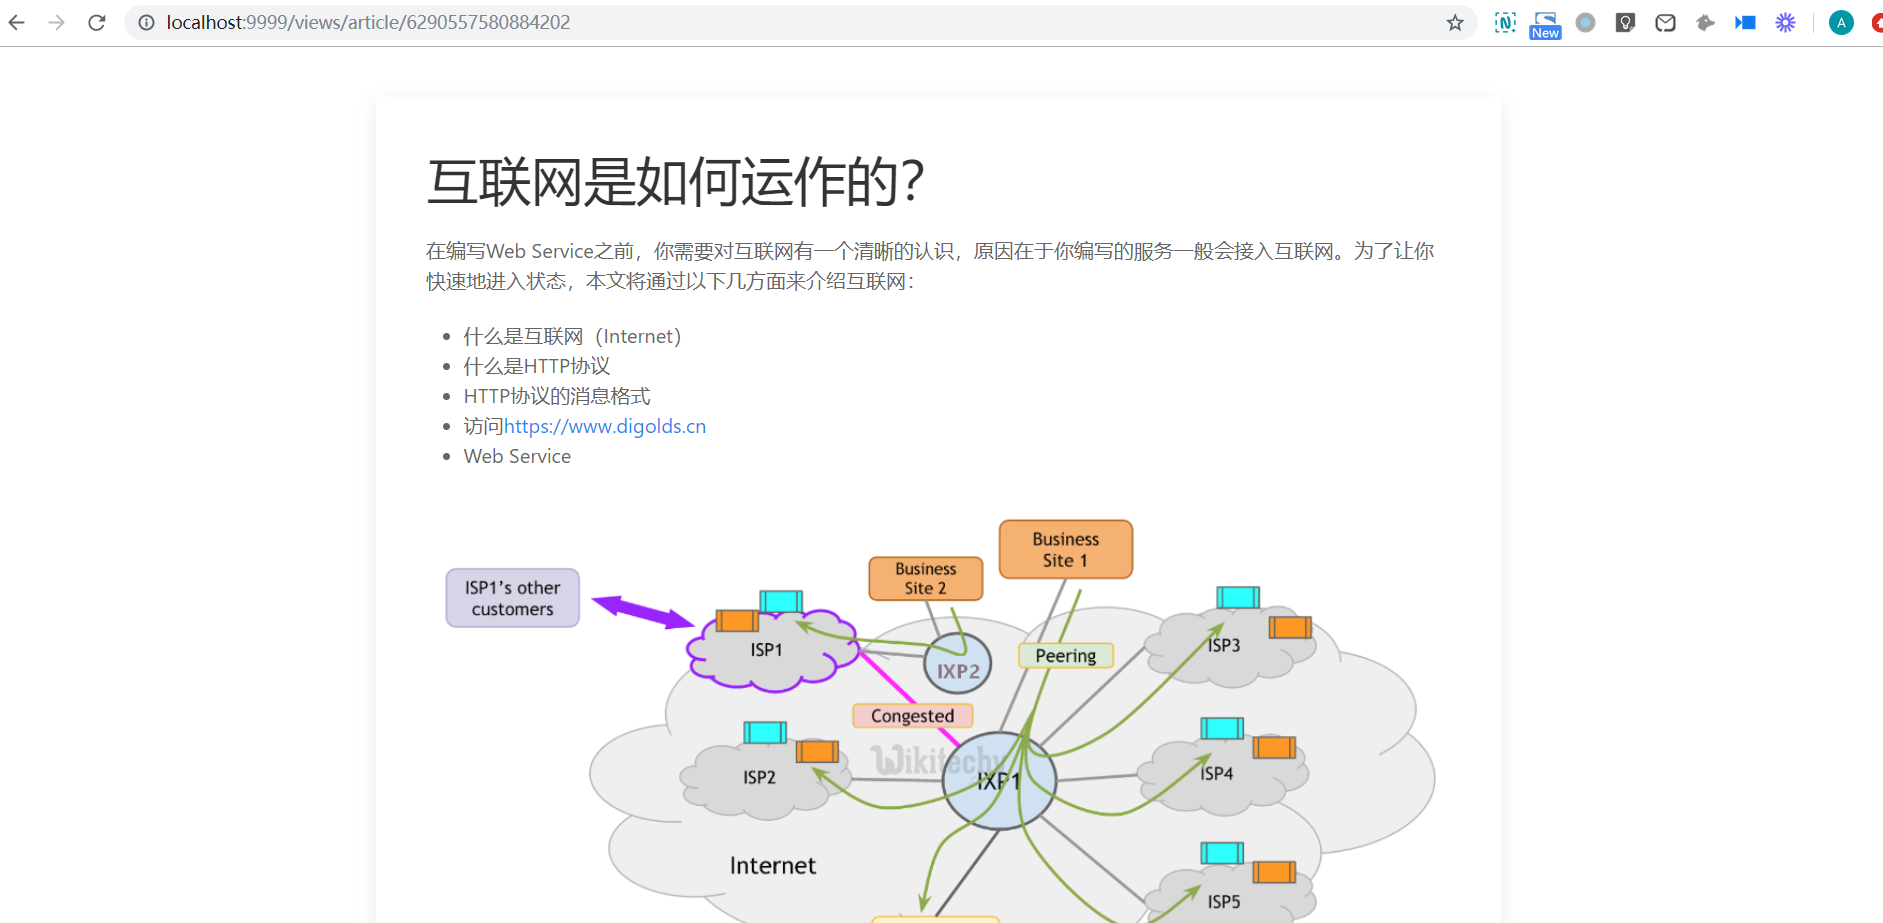 localhost:9999/views/article/6290557580884202
New
A
互联网是如何运作的？
在编写Web Service之前，你需要对互联网有一个清晰的认识，原因在于你编写的服务一般会接入互联网。为了让你
快速地进入状态，本文将通过以下几方面来介绍互联网：
什么是互联网（Internet）
什么是HTTP协议
HTTP协议的消息格式
访问https://www.digolds.cn
Web Service
Business
Site 1
Business
Site 2
ISP1's other
customers
ISP1
IXP2
Peering
ISP3
Congested
Wikitechy
ISP2
IXP1
ISP4
Internet
ISP5